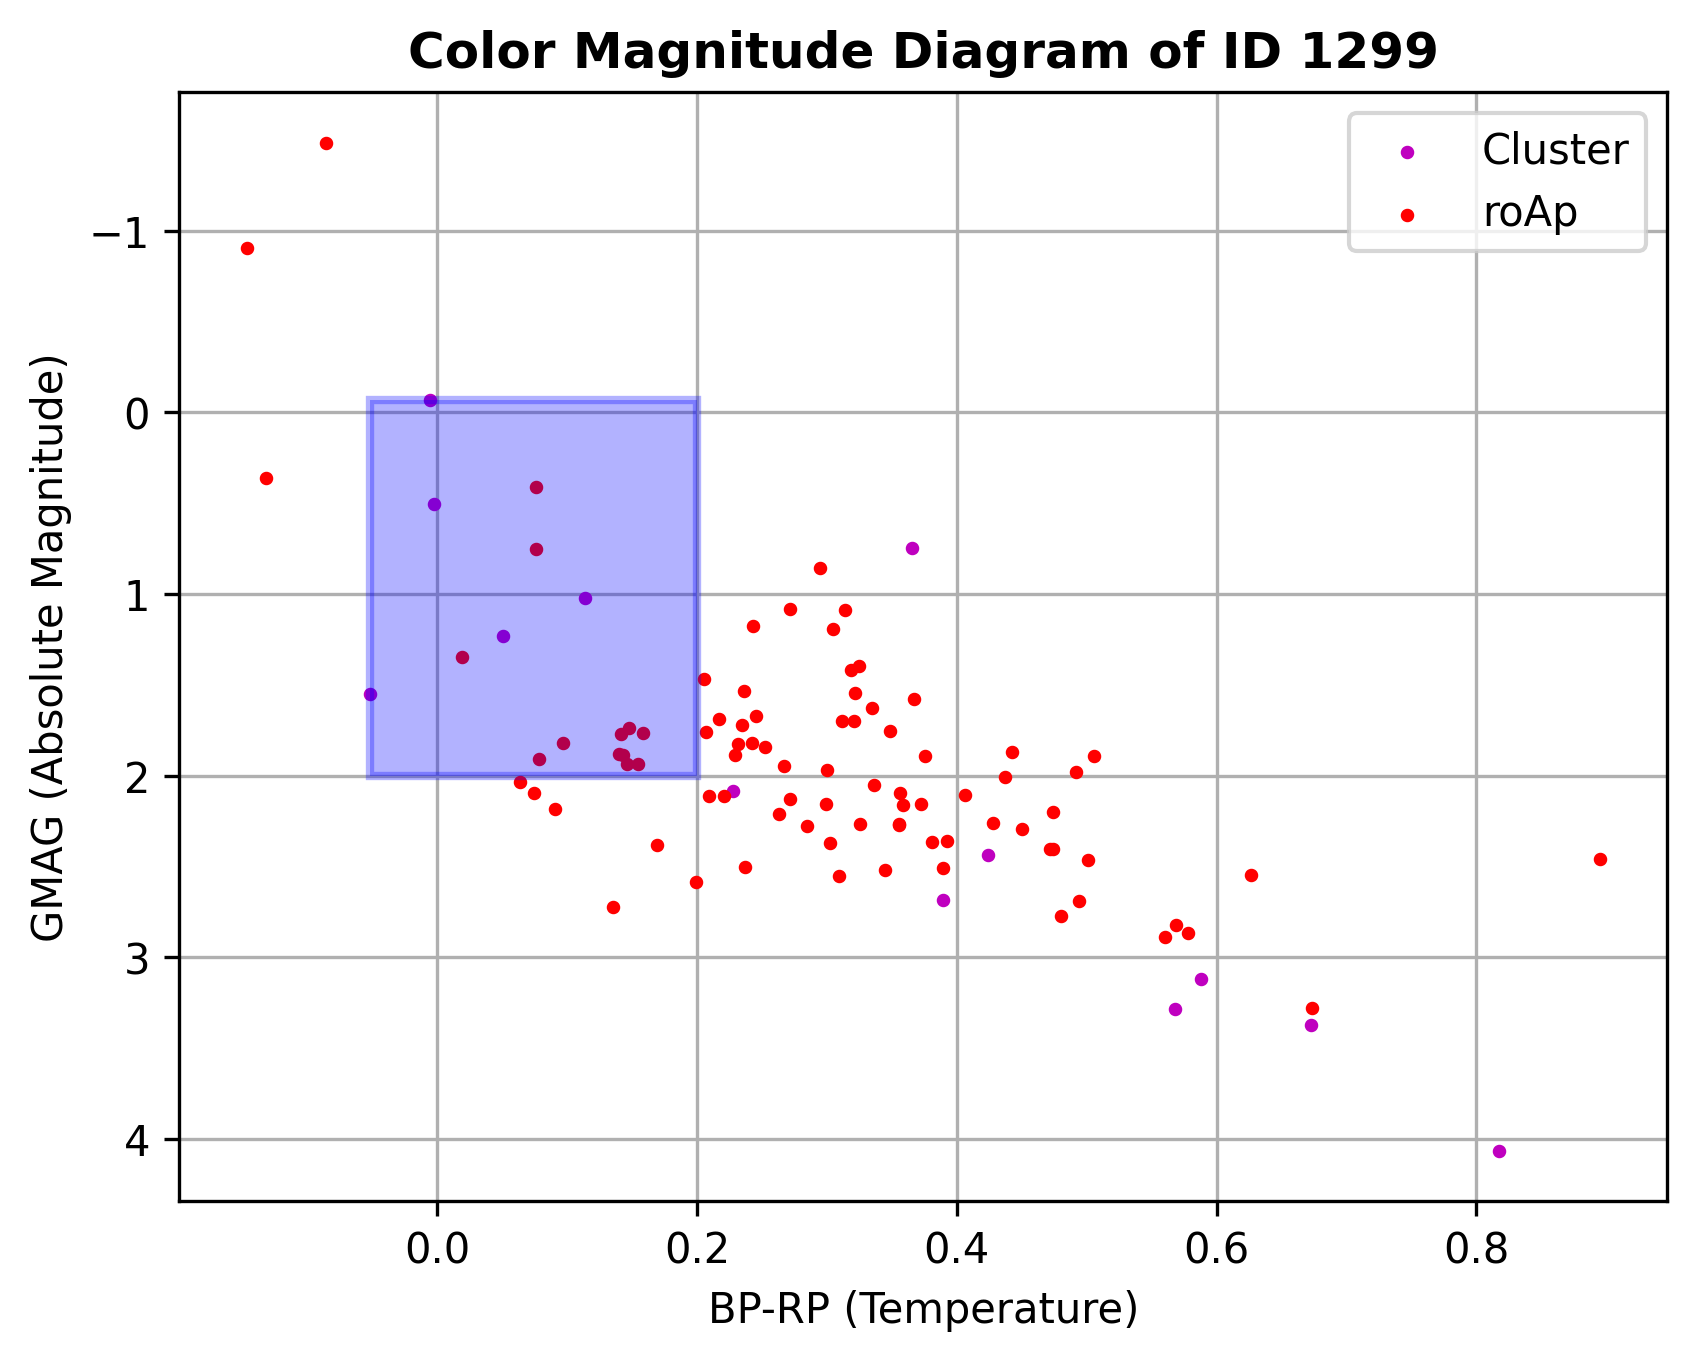 Color Magnitude Diagram of ID 1299
Cluster
roAp
GMAG (Absolute Magnitude)
−1
0
1
2
3
4
0.0 0.2 0.4 0.6 0.8
BP-RP (Temperature)